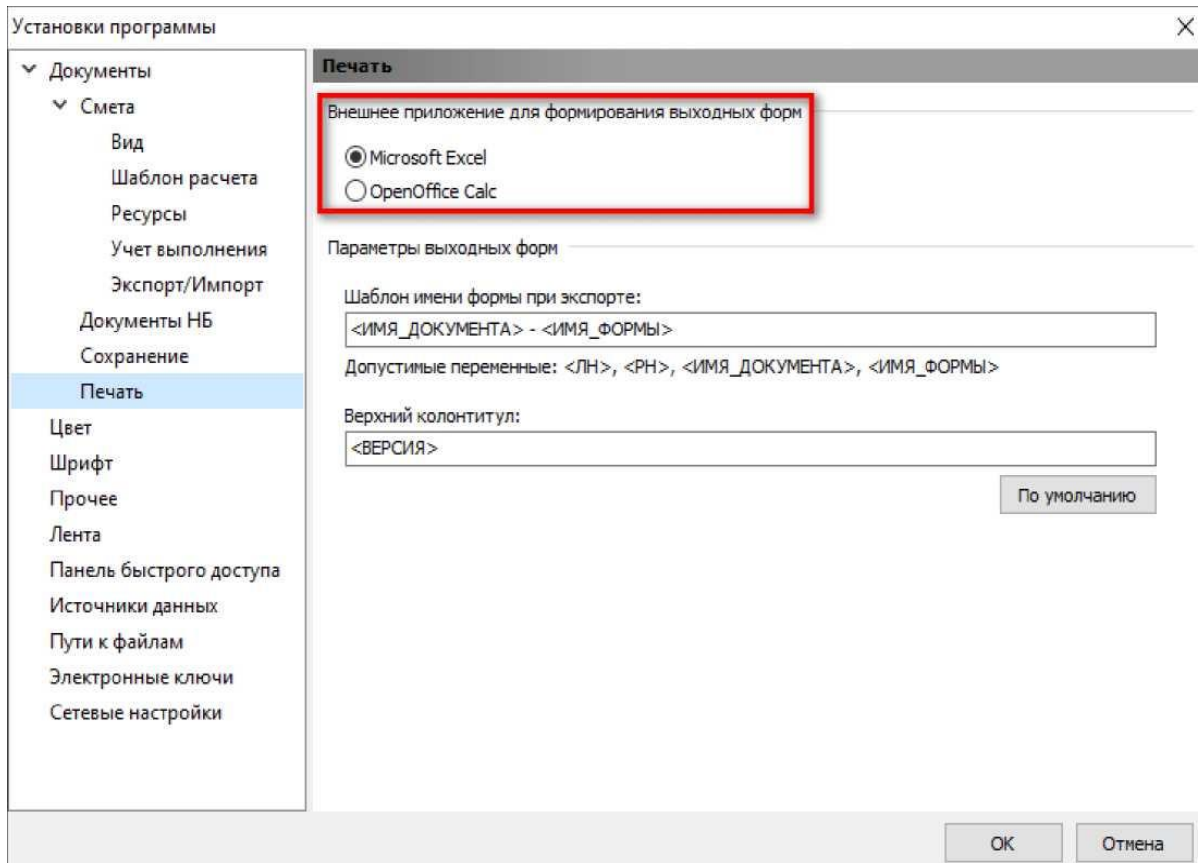 Установки программы
Документы
Смета
Вид
Шаблон расчета
Ресурсы
Учет выполнения
Экспорт/Импорт
Документы НБ
Сохранение
Печать
Цвет
Шрифт
Прочее
Лента
Панель быстрого доступа
Источники данных
Пути к файлам
Электронные ключи
Сетевые настройки
Печать
Внешнее приложение для формирования выходных форм
Microsoft Excel
OpenOffice Calc
Параметры выходных форм
Шаблон имени формы при экспорте:
<ИМЯ_ДОКУМЕНТА> - <ИМЯ_ФОРМЫ>
Допустимые переменные: <ЛН>, <РН>, <ИМЯ_ДОКУМЕНТА>, <ИМЯ_ФОРМЫ>
Верхний колонтитул:
<ВЕРСИЯ>
По умолчанию
OK Отмена